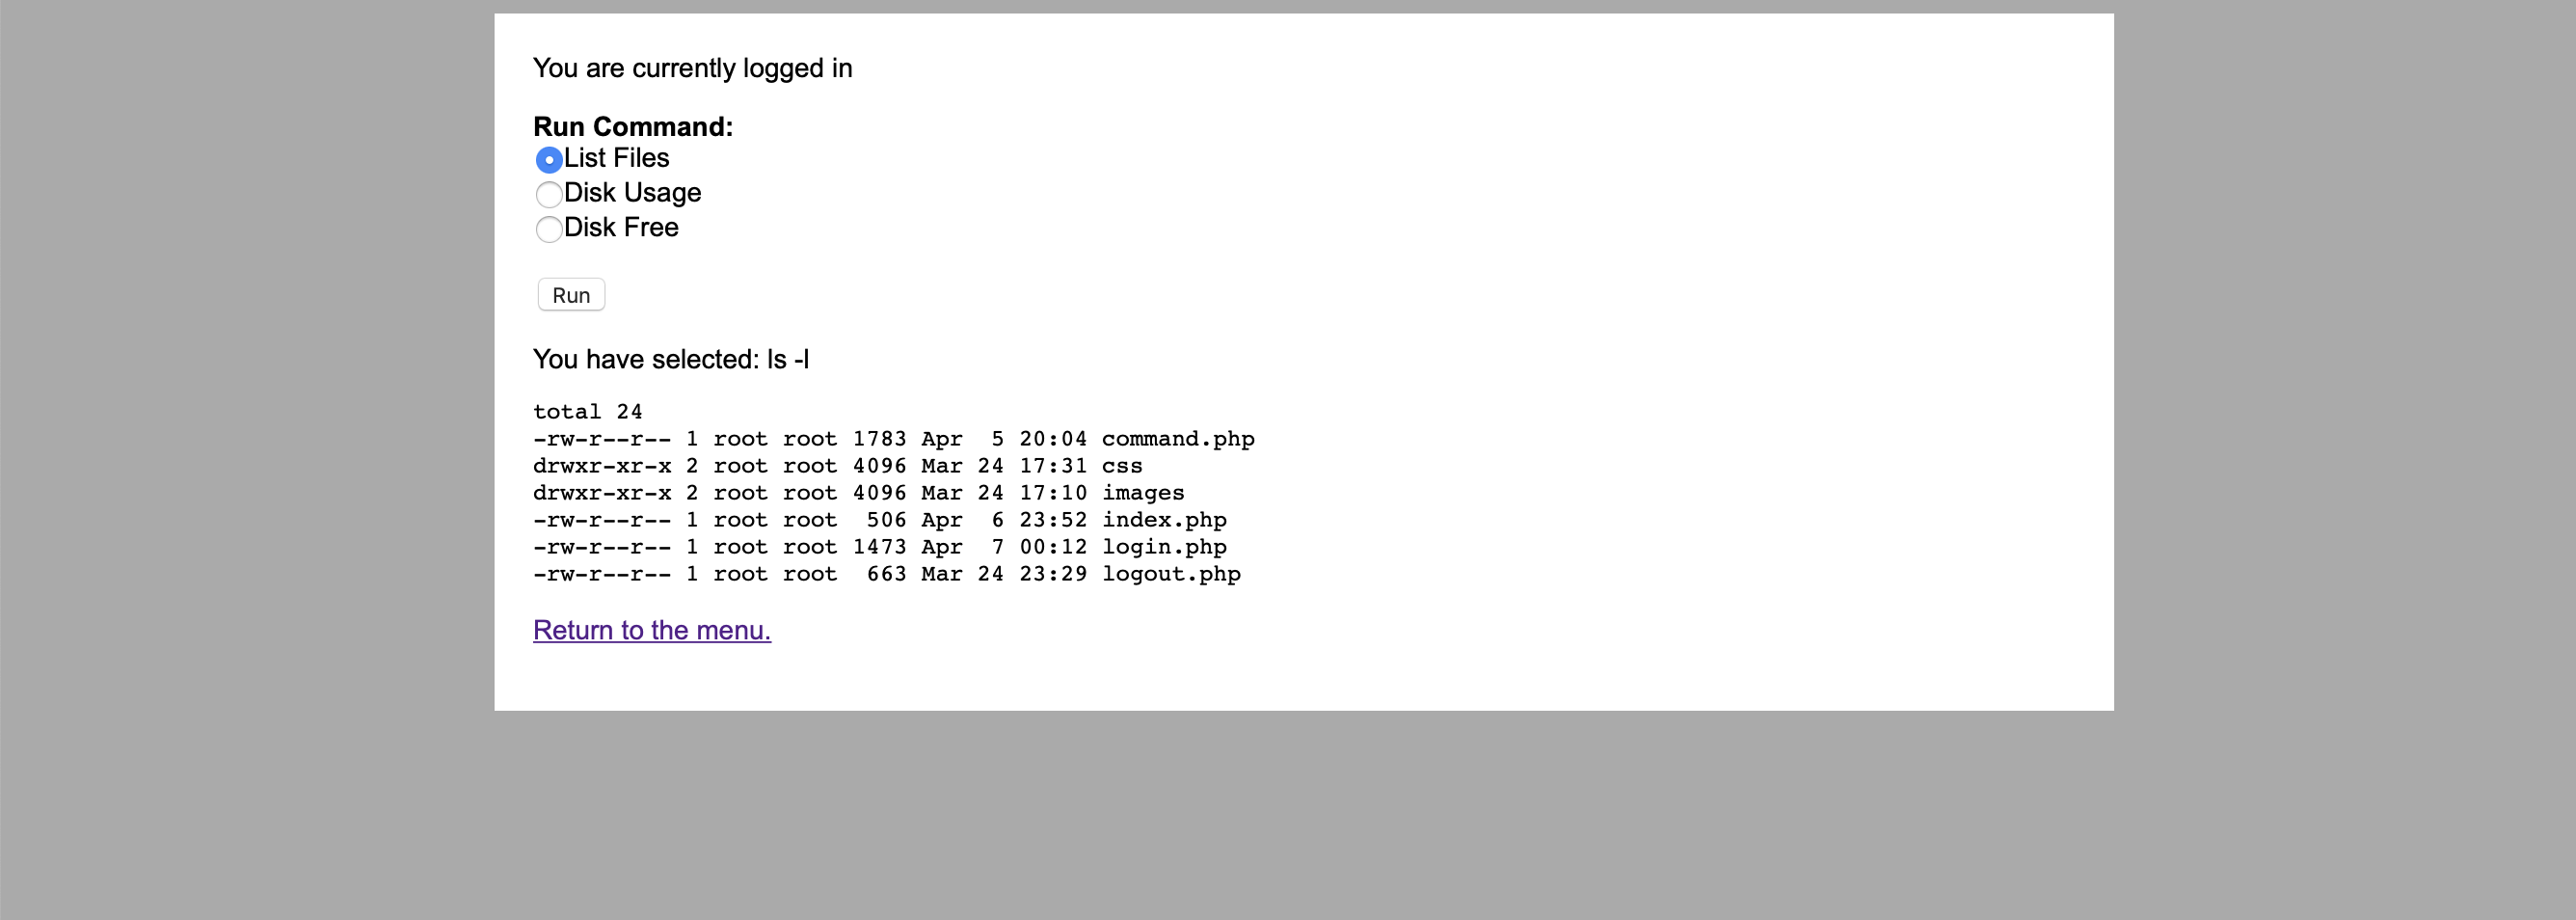 You are currently logged in
Run Command:
List Files
Disk Usage
Disk Free
Run
You have selected: ls -l
total 24
-rw-r--r-- 1 root root 1783 Apr  5 20:04 command.php
drwxr-xr-x 2 root root 4096 Mar 24 17:31 css
drwxr-xr-x 2 root root 4096 Mar 24 17:10 images
-rw-r--r-- 1 root root  506 Apr  6 23:52 index.php
-rw-r--r-- 1 root root 1473 Apr  7 00:12 login.php
-rw-r--r-- 1 root root  663 Mar 24 23:29 logout.php
Return to the menu.